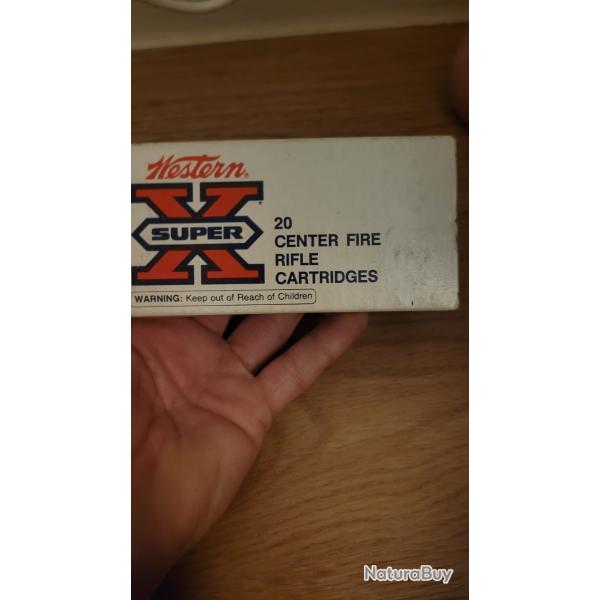 Western
X
SUPER
20
CENTER FIRE
RIFLE
CARTRIDGES
WARNING: Keep out of Reach of Children
NaturaBuy